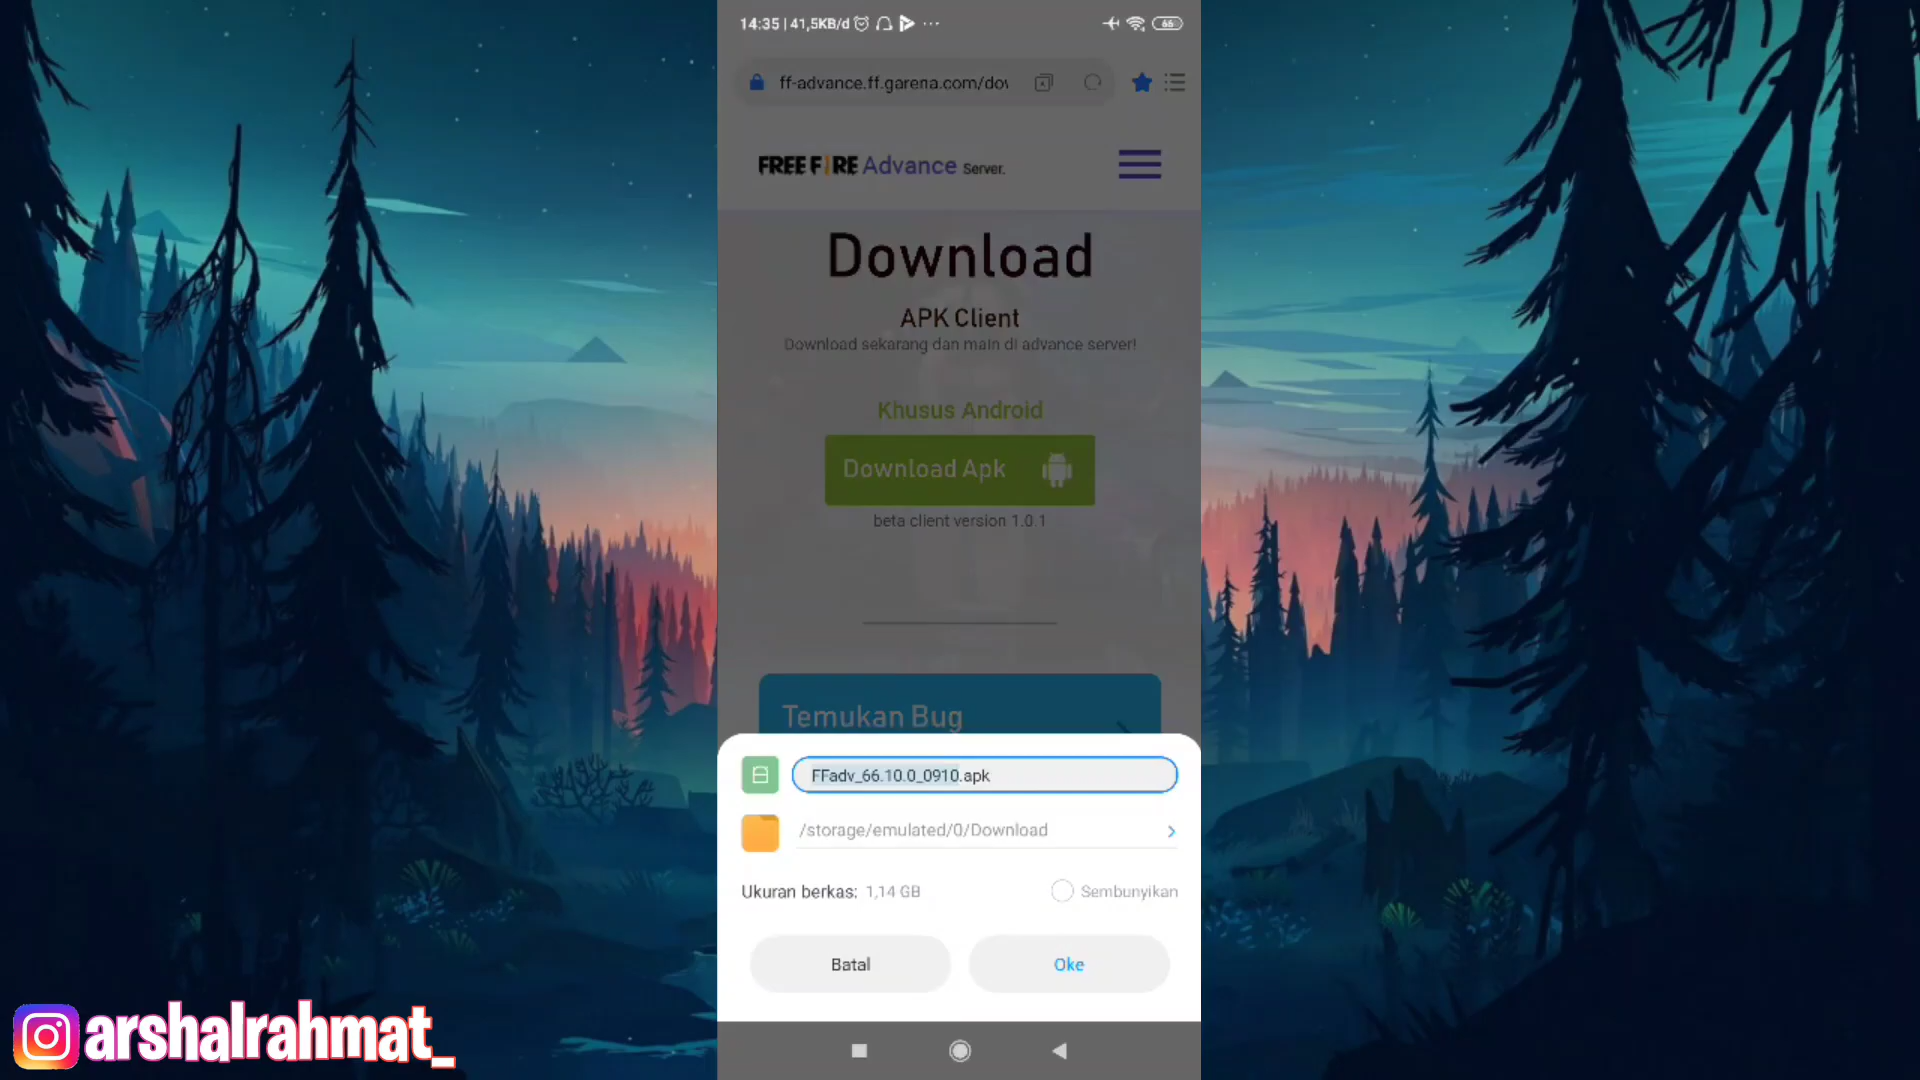 14:35 | 41,5KB/d ...
66
ff-advance.ff.garena.com/dov
FREE FIRE Advance Server.
Download
APK Client
Download sekarang dan main di advance server!
Khusus Android
Download Apk
beta client version 1.0.1
Temukan Bug
FFadv_66.10.0_0910.apk
/storage/emulated/0/Download
Ukuran berkas: 1,14 GB
Sembunyikan
Batal
Oke
arshalrahmat_